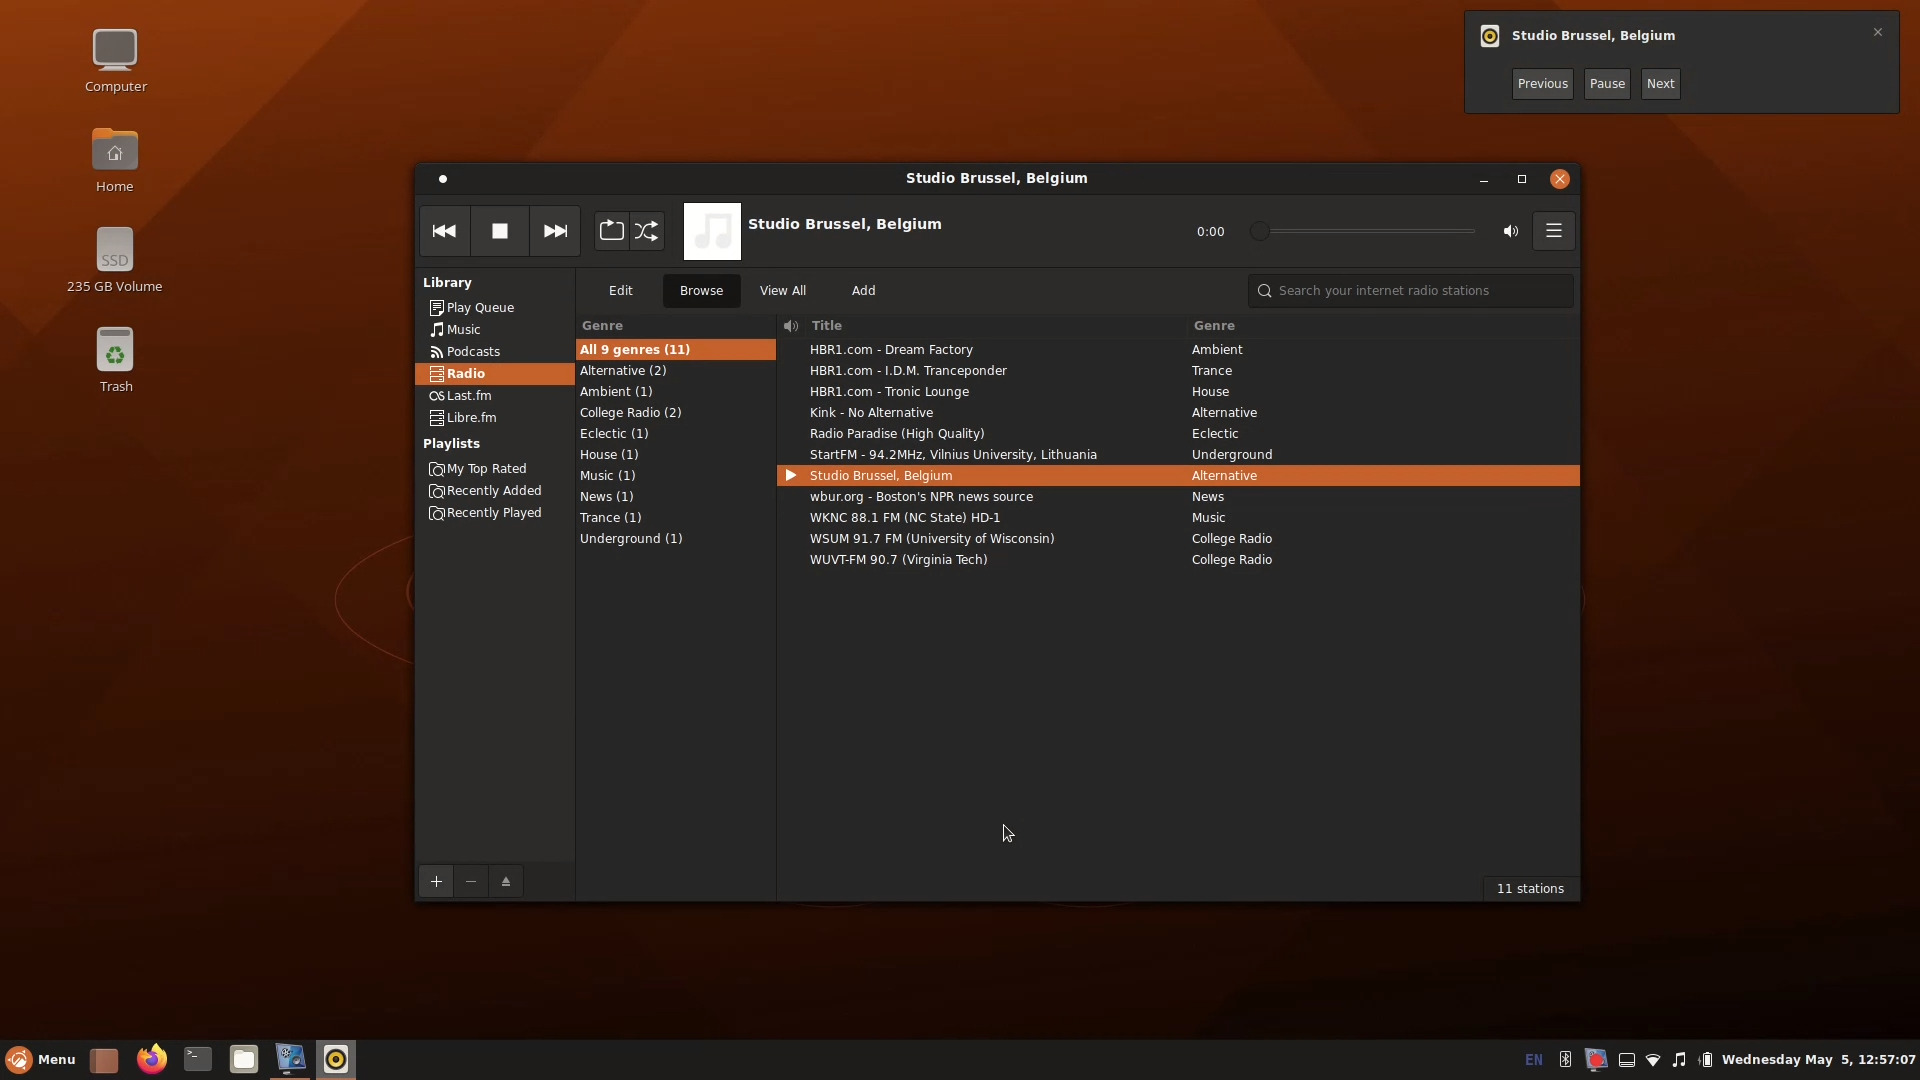 Computer
Home
SSD
235 GB Volume
Trash
Studio Brussel, Belgium
Previous Pause Next
Studio Brussel, Belgium
Studio Brussel, Belgium
0:00
Library
Play Queue
Music
Podcasts
Radio
Last.fm
Libre.fm
Playlists
My Top Rated
Recently Added
Recently Played
Edit Browse View All Add
Search your internet radio stations
Genre
All 9 genres (11)
Alternative (2)
Ambient (1)
College Radio (2)
Eclectic (1)
House (1)
Music (1)
News (1)
Trance (1)
Underground (1)
Title Genre
HBR1.com - Dream Factory Ambient
HBR1.com - I.D.M. Tranceponder Trance
HBR1.com - Tronic Lounge House
Kink - No Alternative Alternative
Radio Paradise (High Quality) Eclectic
StartFM - 94.2MHz, Vilnius University, Lithuania Underground
Studio Brussel, Belgium Alternative
wbur.org - Boston's NPR news source News
WKNC 88.1 FM (NC State) HD-1 Music
WSUM 91.7 FM (University of Wisconsin) College Radio
WUVT-FM 90.7 (Virginia Tech) College Radio
11 stations
Menu
EN
Wednesday May 5, 12:57:07